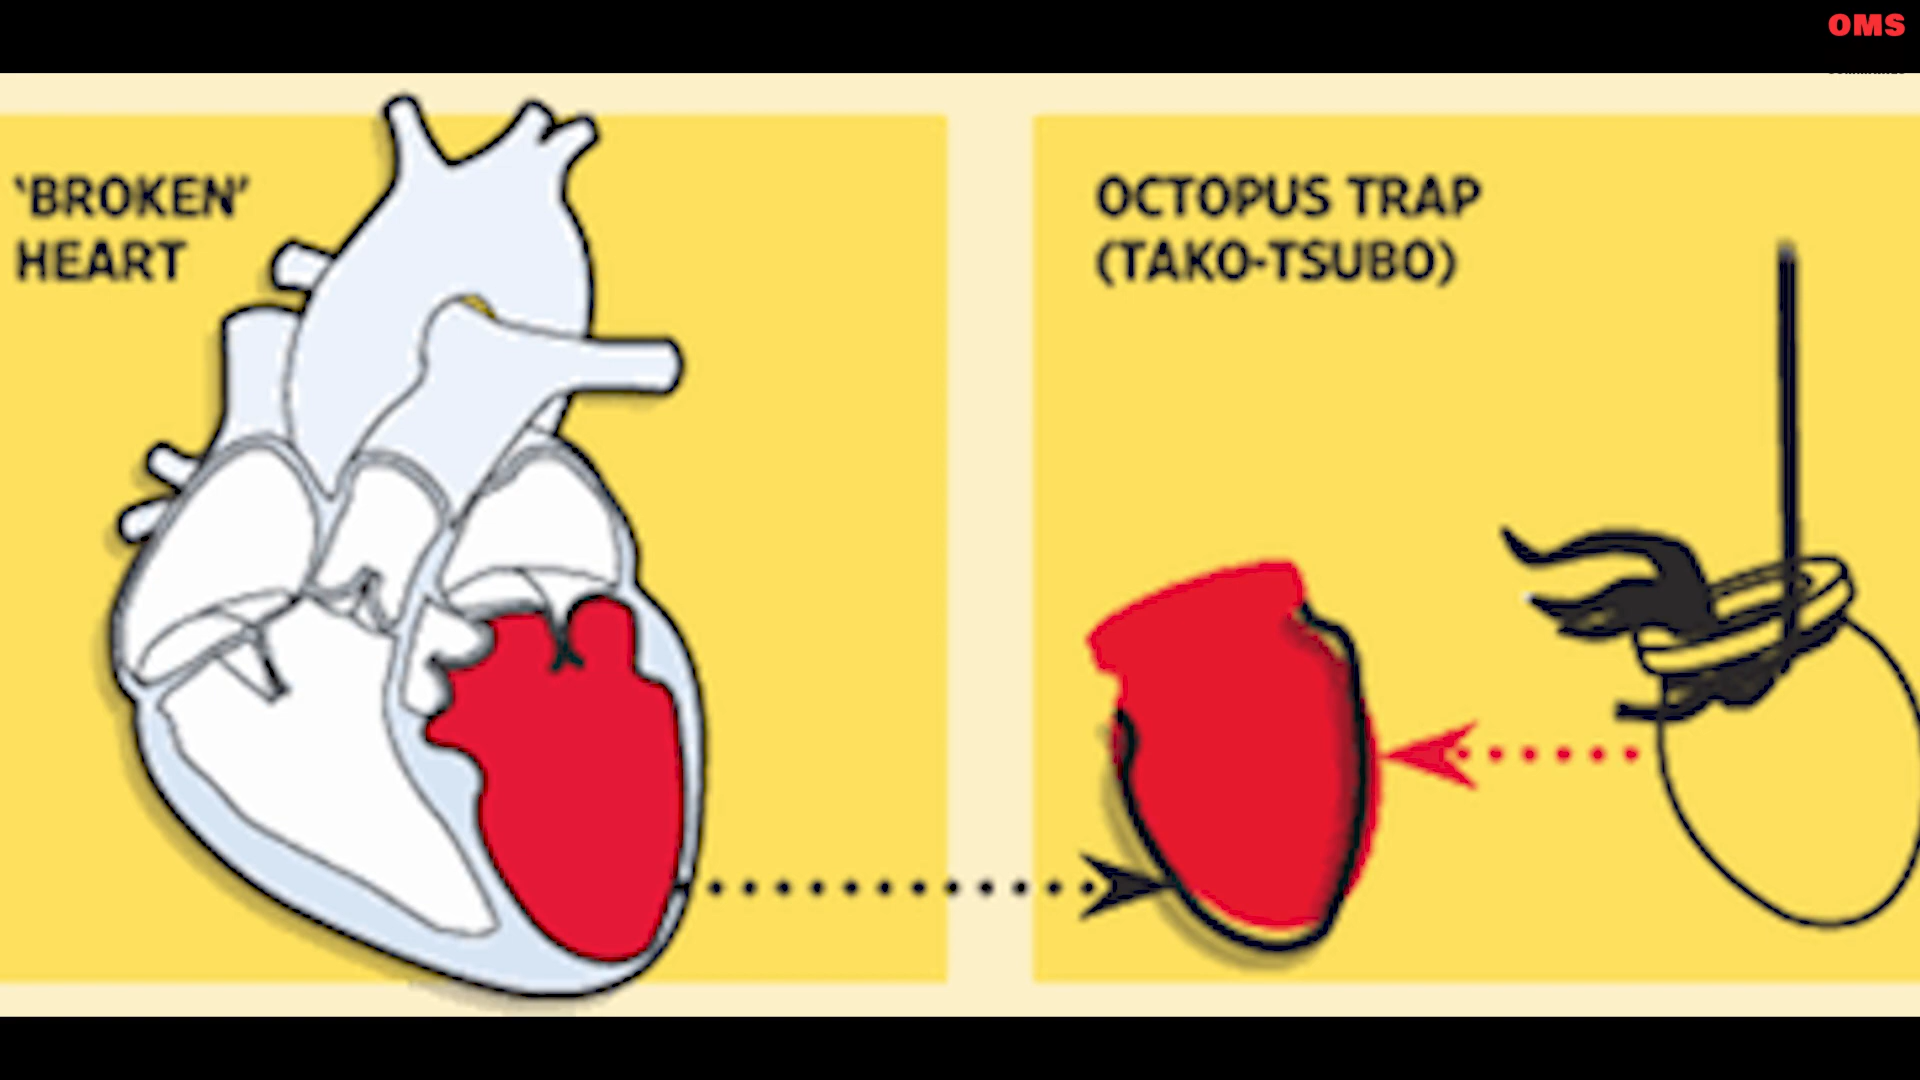 OMS
‘BROKEN’
HEART
OCTOPUS TRAP
(TAKO-TSUBO)